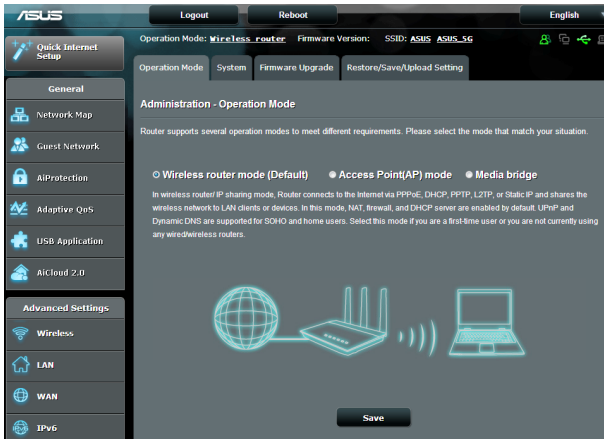 ASUS
Logout
Reboot
English
Quick Internet
Setup
Operation Mode: Wireless router Firmware Version: SSID: ASUS ASUS_5G
Operation Mode
System
Firmware Upgrade
Restore/Save/Upload Setting
General
Network Map
Guest Network
AiProtection
Adaptive QoS
USB Application
AiCloud 2.0
Advanced Settings
Wireless
LAN
WAN
IPv6
Administration - Operation Mode
Router supports several operation modes to meet different requirements. Please select the mode that match your situation.
Wireless router mode (Default)
Access Point(AP) mode
Media bridge
In wireless router/ IP sharing mode, Router connects to the Internet via PPPoE, DHCP, PPTP, L2TP, or Static IP and shares the
wireless network to LAN clients or devices. In this mode, NAT, firewall, and DHCP server are enabled by default. UPnP and
Dynamic DNS are supported for SOHO and home users. Select this mode if you are a first-time user or you are not currently using
any wired/wireless routers.
Save